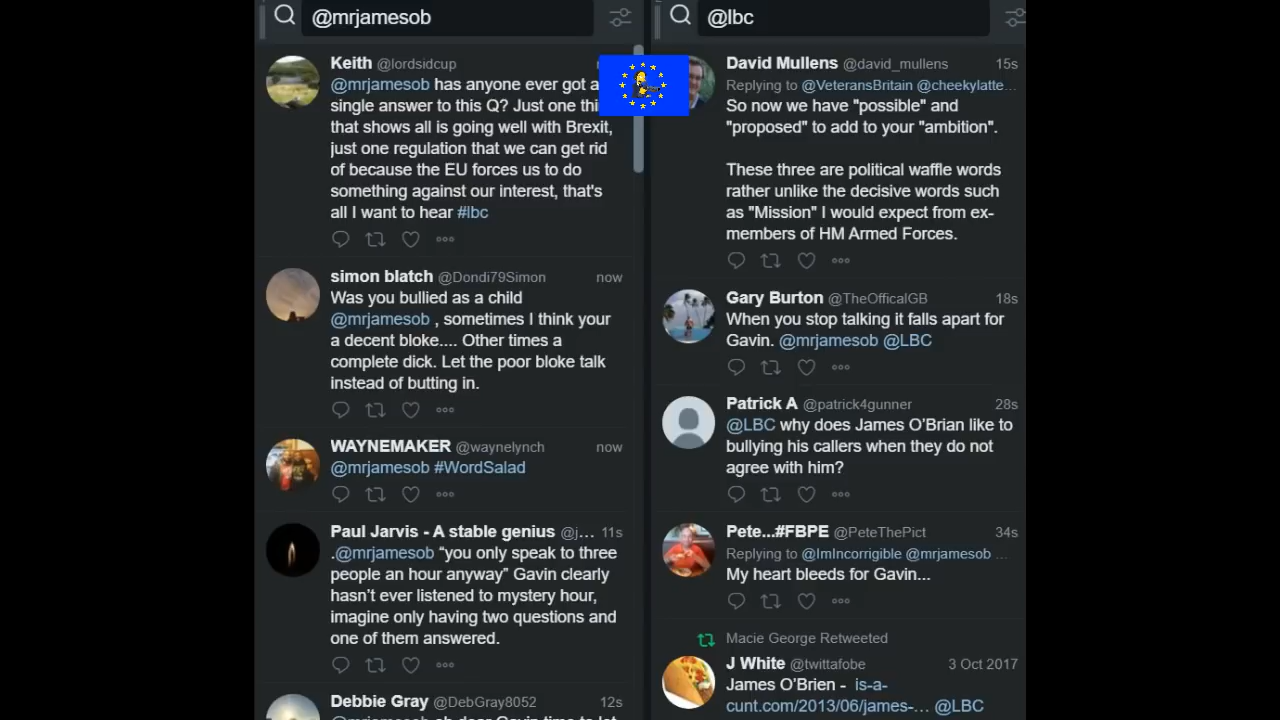 @mrjamesob
Keith @lordsidcup
@mrjamesob has anyone ever got a
single answer to this Q? Just one
that shows all is going well with Brexit,
just one regulation that we can get rid
of because the EU forces us to do
something against our interest, that's
all I want to hear #lbc
simon blatch @Dondi79Simon now
Was you bullied as a child
@mrjamesob , sometimes I think your
a decent bloke.... Other times a
complete dick. Let the poor bloke talk
instead of butting in.
WAYNEMAKER @waynelynch now
@mrjamesob #WordSalad
Paul Jarvis - A stable genius @j... 11s
.@mrjamesob “you only speak to three
people an hour anyway” Gavin clearly
hasn’t ever listened to mystery hour,
imagine only having two questions and
one of them answered.
Debbie Gray @DebGray8052 12s
@lbc
David Mullens @david_mullens 15s
Replying to @VeteransBritain @cheekylatte...
So now we have "possible" and
"proposed" to add to your "ambition".
These three are political waffle words
rather unlike the decisive words such
as "Mission" I would expect from ex-
members of HM Armed Forces.
Gary Burton @TheOfficalGB 18s
When you stop talking it falls apart for
Gavin. @mrjamesob @LBC
Patrick A @patrick4gunner 28s
@LBC why does James O’Brian like to
bullying his callers when they do not
agree with him?
Pete...#FBPE @PeteThePict 34s
Replying to @ImIncorrigible @mrjamesob ...
My heart bleeds for Gavin...
Macie George Retweeted
J White @twittafobe 3 Oct 2017
James O’Brien - is-a-
cunt.com/2013/06/james-... @LBC